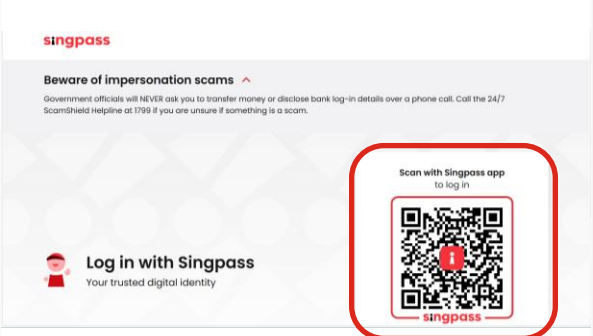 singpass
Beware of impersonation scams
Government officials will NEVER ask you to transfer money or disclose bank log-in details over a phone call. Call the 24/7
ScamShield Helpline at 1799 if you are unsure if something is a scam.
Scan with Singpass app
to log in
singpass
Log in with Singpass
Your trusted digital identity